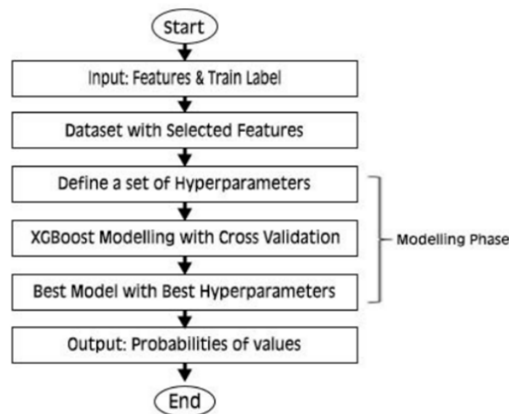 Start
Input: Features & Train Label
Dataset with Selected Features
Define a set of Hyperparameters
XGBoost Modelling with Cross Validation
Modelling Phase
Best Model with Best Hyperparameters
Output: Probabilities of values
End